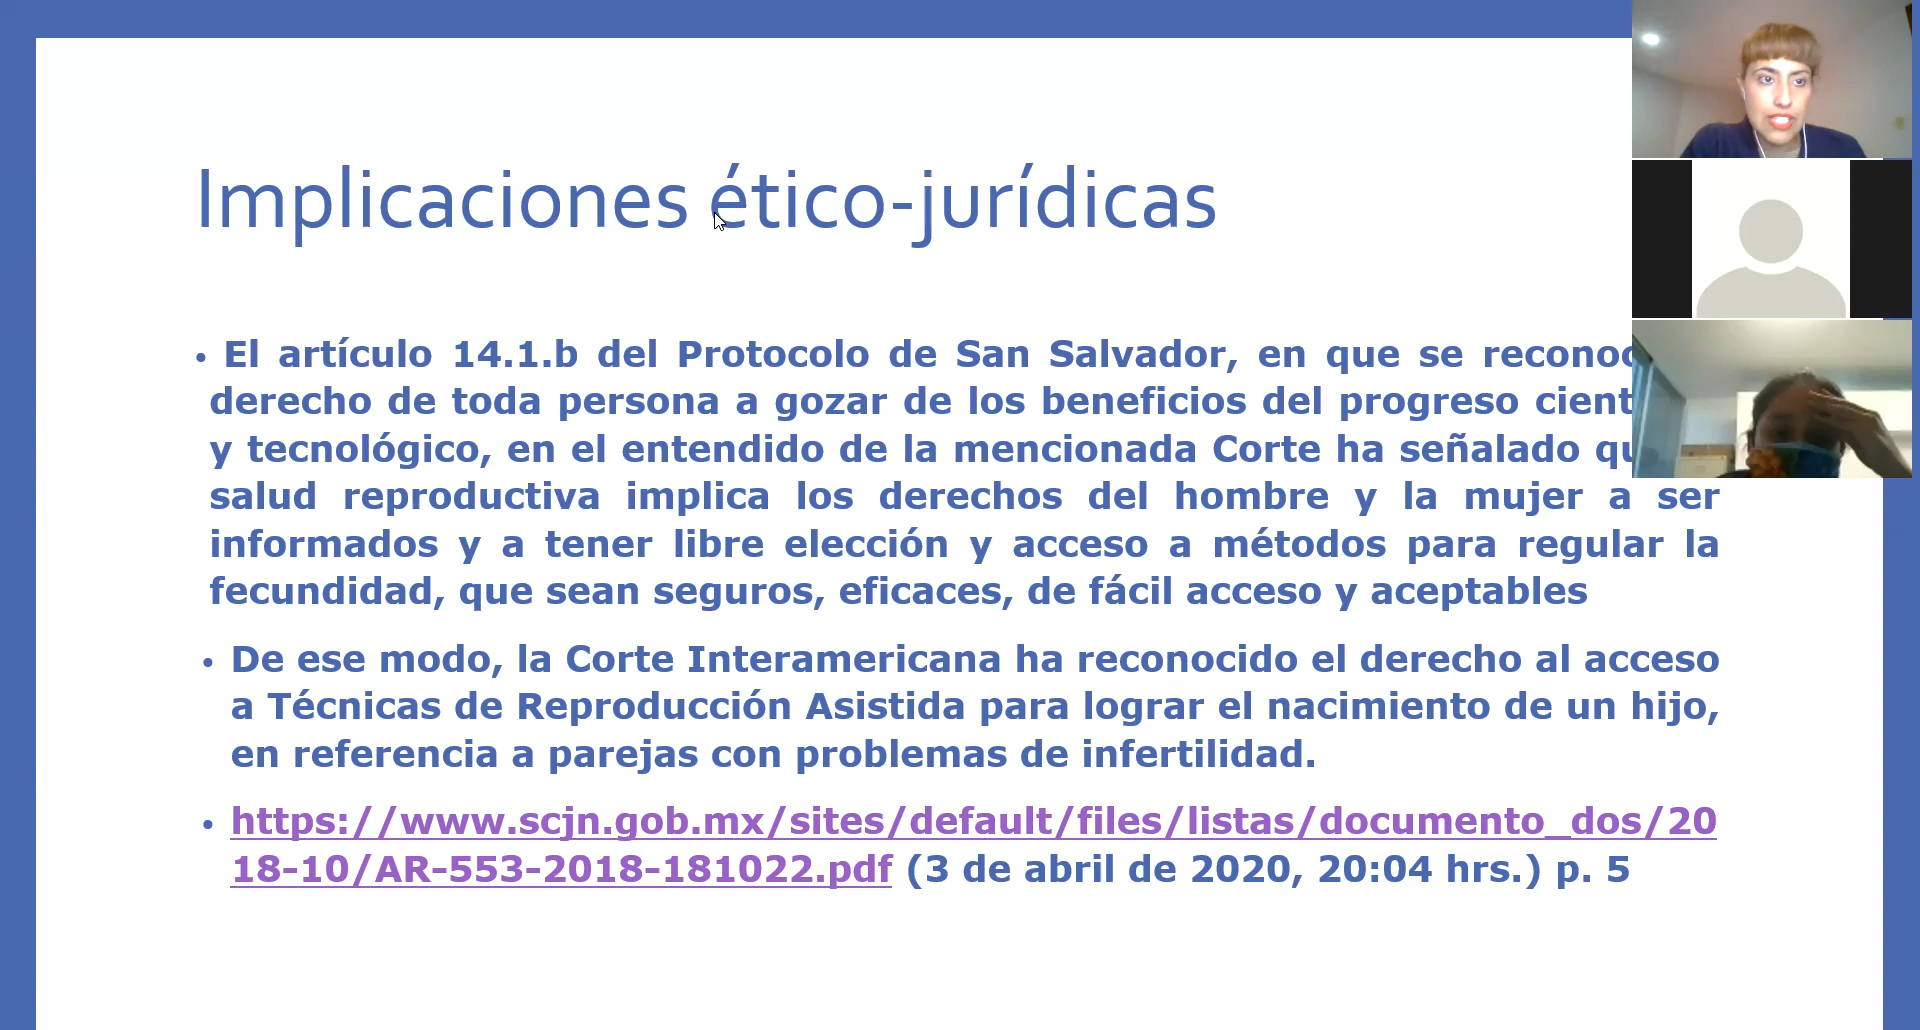 Implicaciones ético-jurídicas
• El artículo 14.1.b del Protocolo de San Salvador, en que se
derecho de toda persona a gozar de los beneficios del progreso
y tecnológico, en el entendido de la mencionada Corte ha señalado
salud reproductiva implica los derechos del hombre y la mujer a ser
informados y a tener libre elección y acceso a métodos para regular la
fecundidad, que sean seguros, eficaces, de fácil acceso y aceptables
• De ese modo, la Corte Interamericana ha reconocido el derecho al acceso
a Técnicas de Reproducción Asistida para lograr el nacimiento de un hijo,
en referencia a parejas con problemas de infertilidad.
• https://www.scjn.gob.mx/sites/default/files/listas/documento_dos/20
18-10/AR-553-2018-181022.pdf (3 de abril de 2020, 20:04 hrs.) p. 5